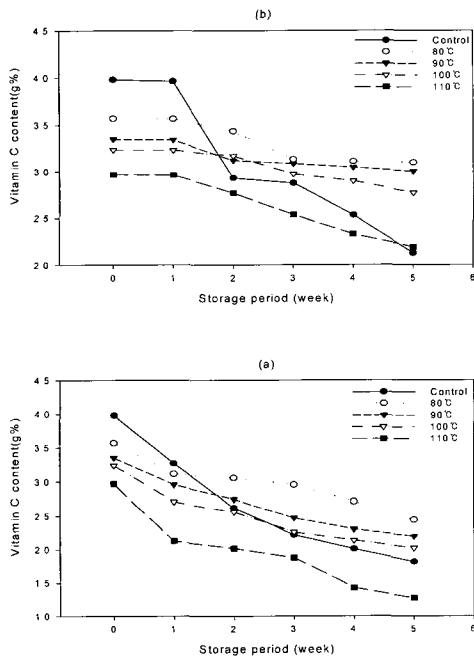 (b)
Vitamin C content(g%)
4 5
4 0
3 5
3 0
2 5
2 0
Control
80℃
90℃
100℃
110℃
0 1 2 3 4 5 6
Storage period (week)
(a)
Vitamin C content(g%)
4 5
4 0
3 5
3 0
2 5
2 0
1 5
1 0
Control
80℃
90℃
100℃
110℃
0 1 2 3 4 5 6
Storage period (week)